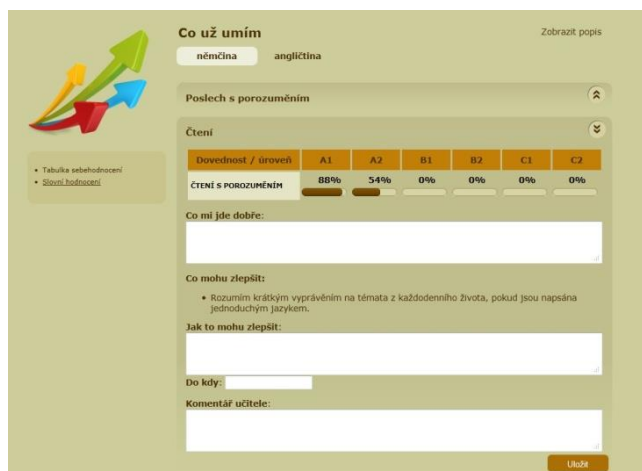 Co už umím
Zobrazit popis
němčina angličtina
Poslech s porozuměním
Čtení
• Tabulka sebehodnocení
• Slovní hodnocení
Dovednost / úroveň A1 A2 B1 B2 C1 C2
ČTENÍ S POROZUMĚNÍM 88% 54% 0% 0% 0% 0%
Co mi jde dobře:
Co mohu zlepšit:
• Rozumím krátkým vyprávěním na témata z každodenního života, pokud jsou napsána
jednoduchým jazykem.
Jak to mohu zlepšit:
Do kdy:
Komentář učitele:
Uložit